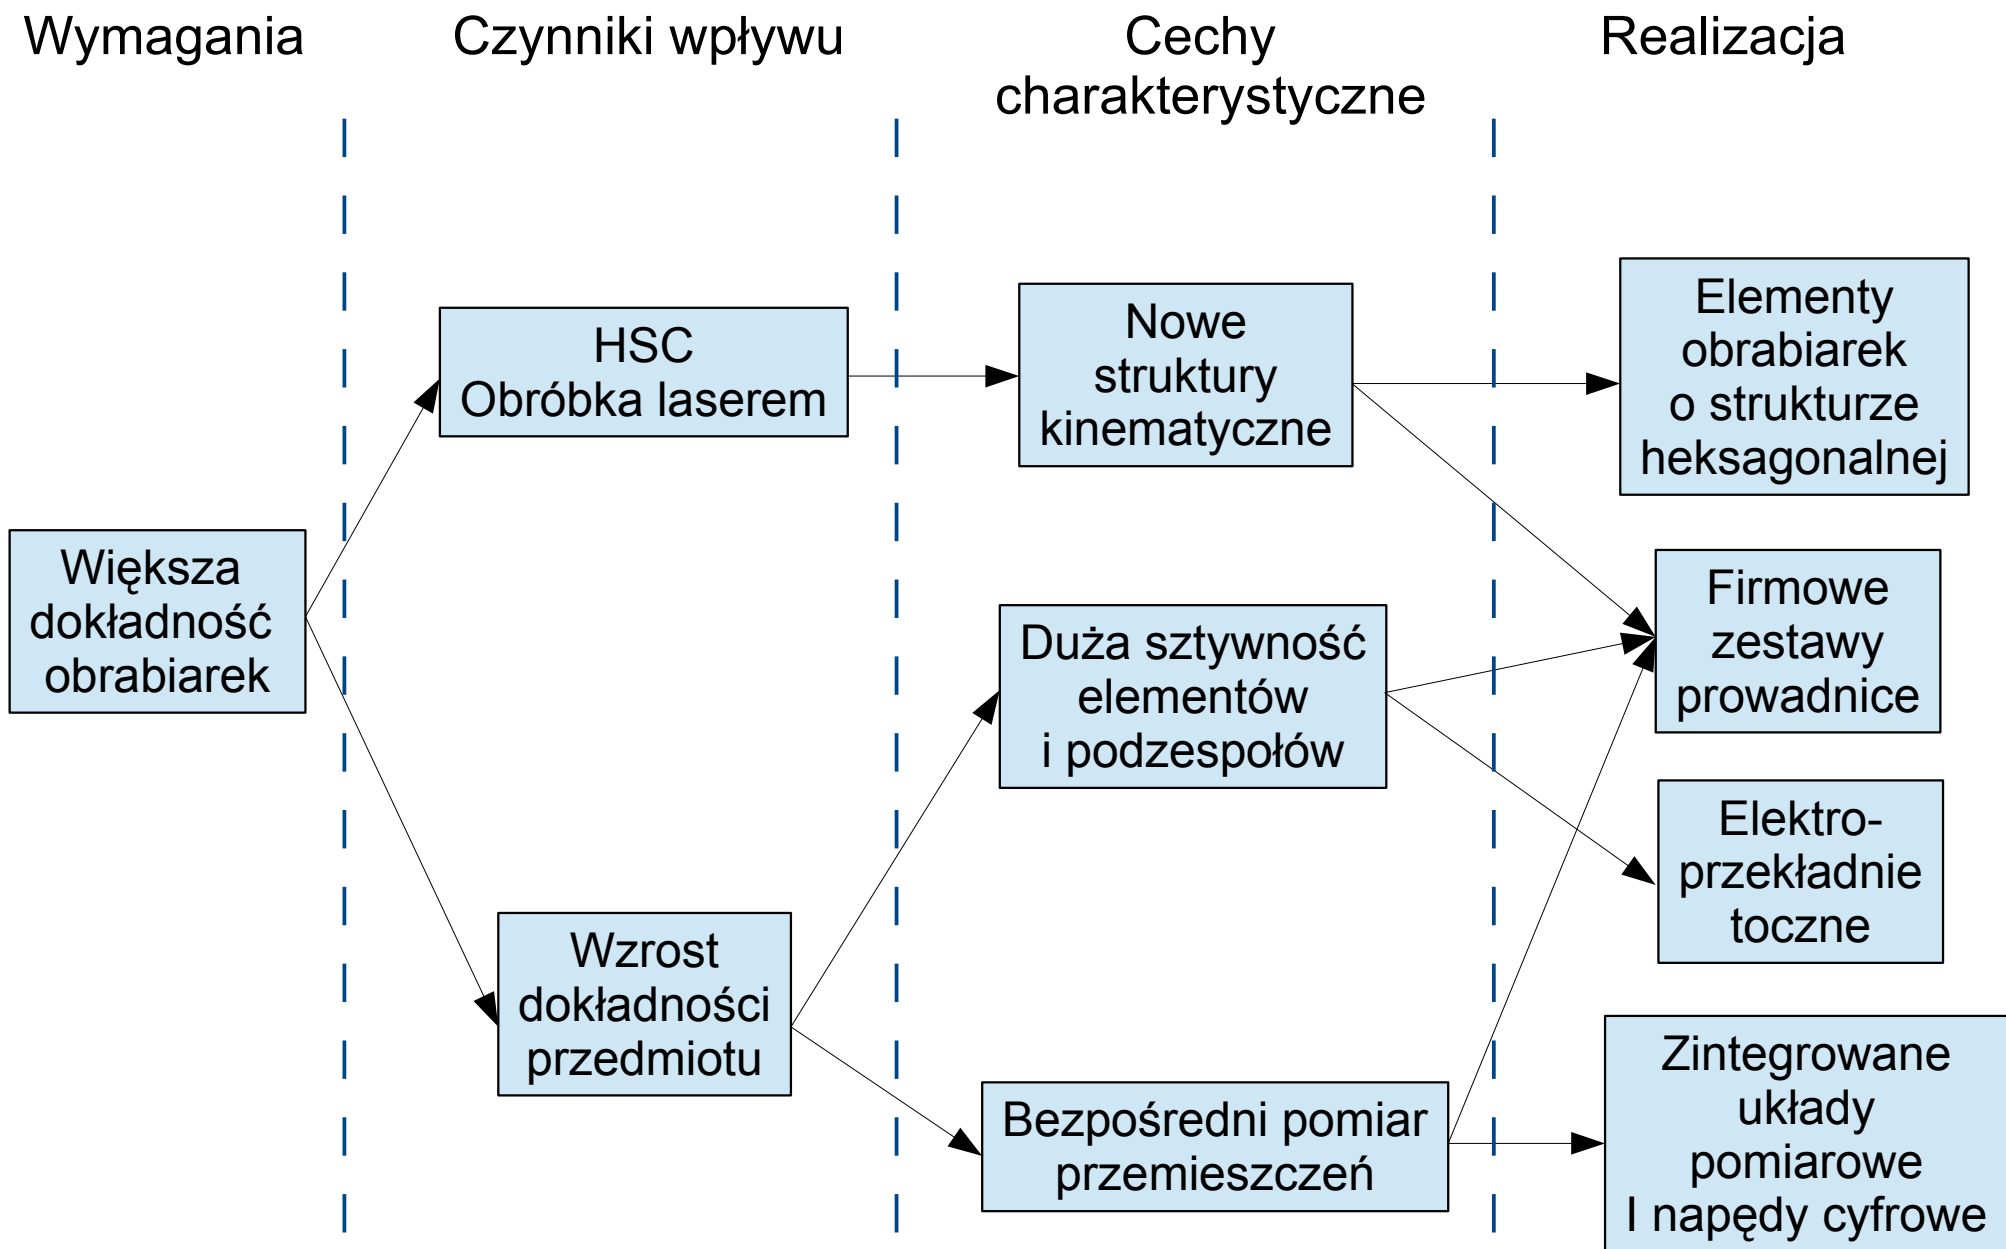 Wymagania
Czynniki wpływu
Cechy
charakterystyczne
Realizacja
Większa
dokładność
obrabiarek
HSC
Obróbka laserem
Wzrost
dokładności
przedmiotu
Nowe
struktury
kinematyczne
Duża sztywność
elementów
i podzespołów
Bezpośredni pomiar
przemieszczeń
Elementy
obrabiarek
o strukturze
heksagonalnej
Firmowe
zestawy
prowadnice
Elektro-
przekładnie
toczne
Zintegrowane
układy
pomiarowe
I napędy cyfrowe